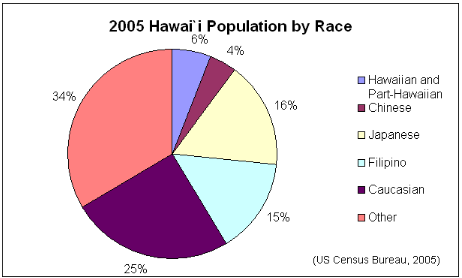 2005 Hawai`i Population by Race
6%
4%
34%
16%
15%
25%
Hawaiian and
Part-Hawaiian
Chinese
Japanese
Filipino
Caucasian
Other
(US Census Bureau, 2005)